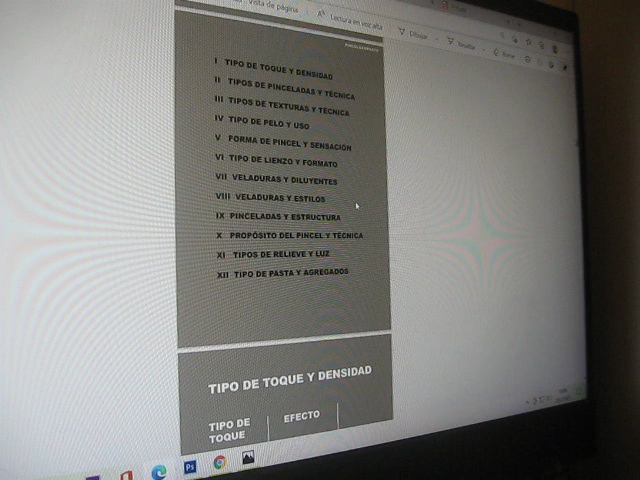 Vista de página
Lectura en voz alta
Dibujar
Resaltar
Borrar
I TIPO DE TOQUE Y DENSIDAD
II TIPOS DE PINCELADAS Y TÉCNICA
III TIPOS DE TEXTURAS Y TÉCNICA
IV TIPO DE PELO Y USO
V FORMA DE PINCEL Y SENSACIÓN
VI TIPO DE LIENZO Y FORMATO
VII VELADURAS Y DILUYENTES
VIII VELADURAS Y ESTILOS
IX PINCELADAS Y ESTRUCTURA
X PROPÓSITO DEL PINCEL Y TÉCNICA
XI TIPOS DE RELIEVE Y LUZ
XII TIPO DE PASTA Y AGREGADOS
TIPO DE TOQUE Y DENSIDAD
TIPO DE
TOQUE
EFECTO
Ps